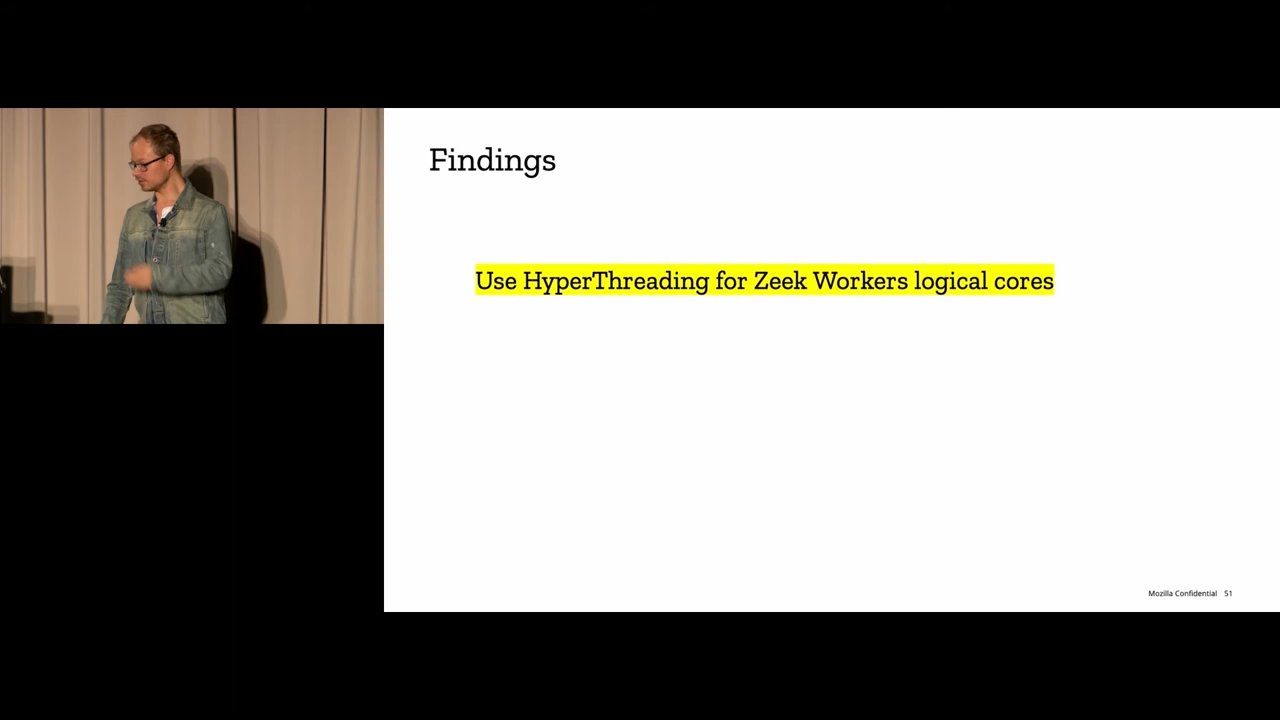 Findings
Use HyperThreading for Zeek Workers logical cores
Mozilla Confidential 51